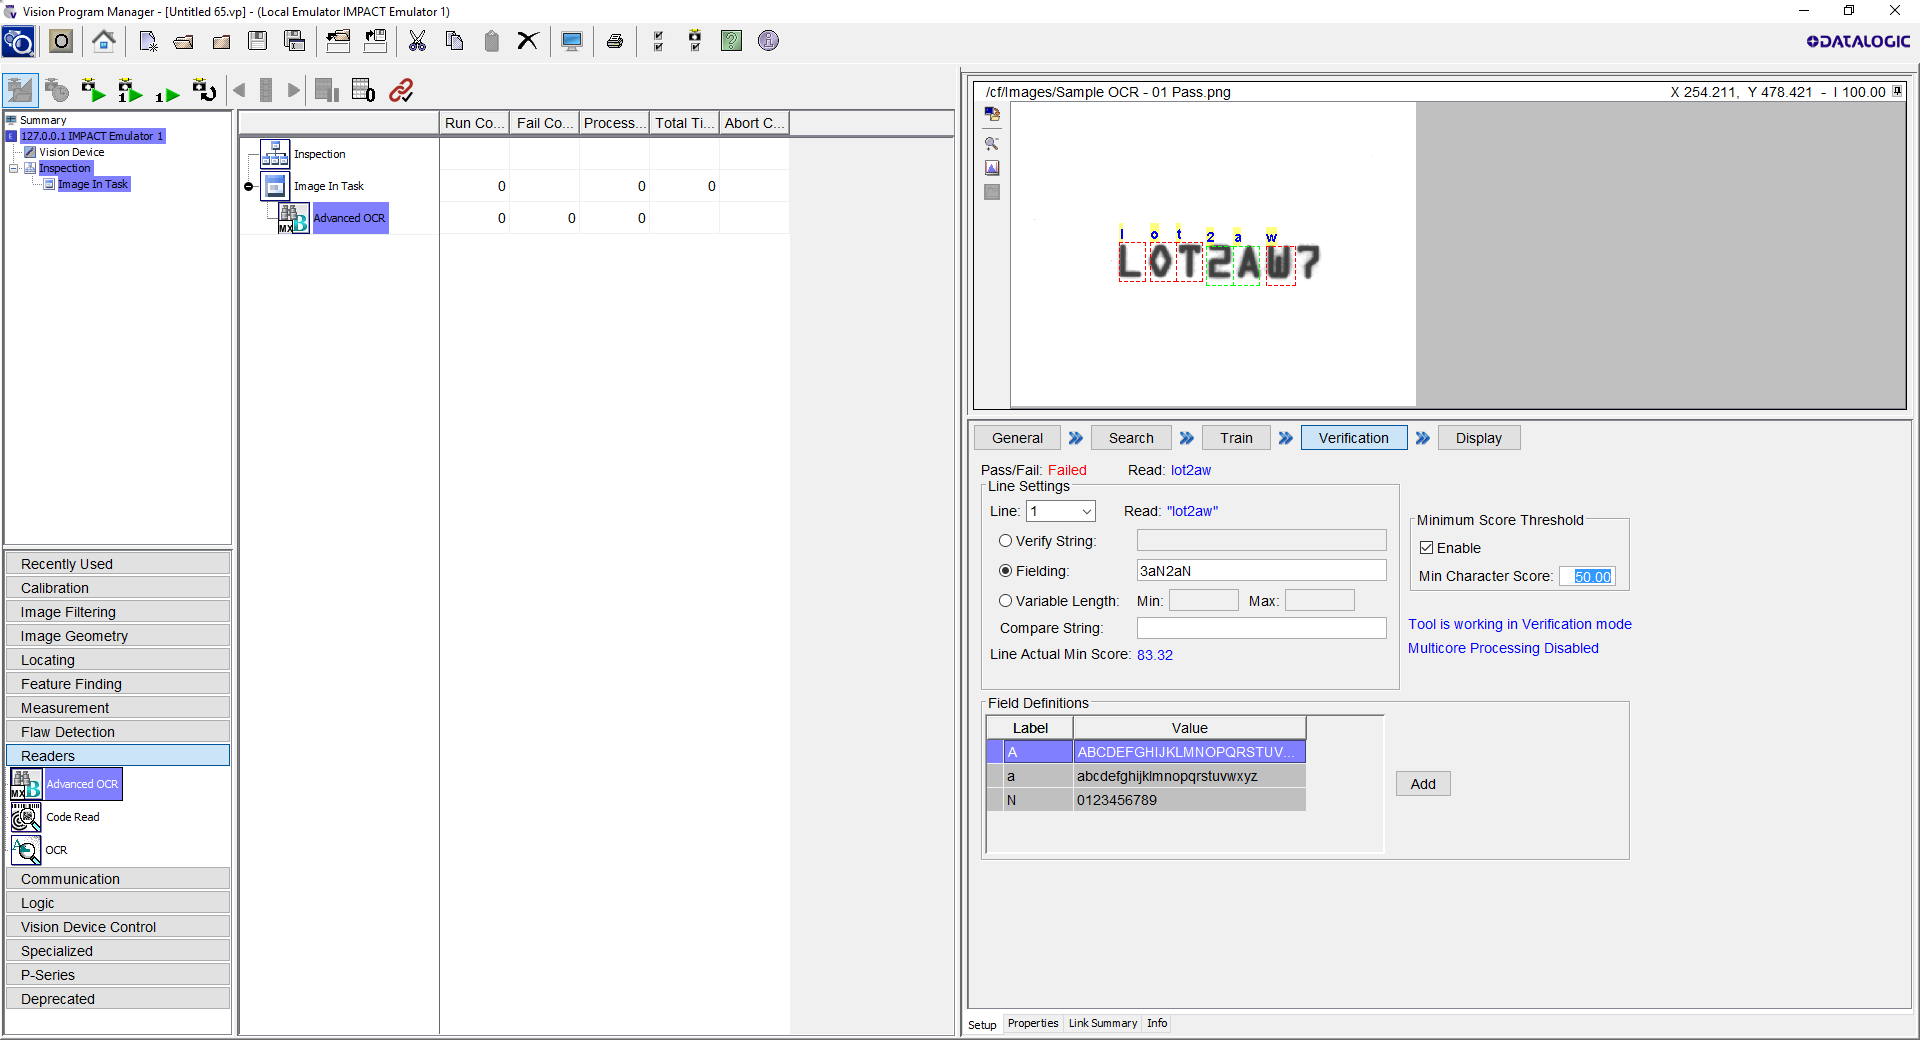 Vision Program Manager - [Untitled 65.vp] - (Local Emulator IMPACT Emulator 1)
DATALOGIC
Summary
127.0.0.1 IMPACT Emulator 1
Vision Device
Inspection
Image In Task
Recently Used
Calibration
Image Filtering
Image Geometry
Locating
Feature Finding
Measurement
Flaw Detection
Readers
MX B Advanced OCR
Code Read
OCR
Communication
Logic
Vision Device Control
Specialized
P-Series
Deprecated
Run Co... Fail Co... Process... Total Ti... Abort C...
Inspection
Image In Task 0 0 0
MX B Advanced OCR 0 0 0
/cf/Images/Sample OCR - 01 Pass.png X 254.211, Y 478.421 - I 100.00
l o t 2 a w
LOT2AW7
General Search Train Verification Display
Pass/Fail: Failed Read: lot2aw
Line Settings
Line: 1 Read: "lot2aw"
Verify String:
Fielding: 3aN2aN
Variable Length: Min: Max:
Compare String:
Line Actual Min Score: 83.32
Minimum Score Threshold
Enable
Min Character Score: 50.00
Tool is working in Verification mode
Multicore Processing Disabled
Field Definitions
Label Value
A ABCDEFGHIJKLMNOPQRSTUV...
a abcdefghijklmnopqrstuvwxyz
N 0123456789
Add
Setup Properties Link Summary Info